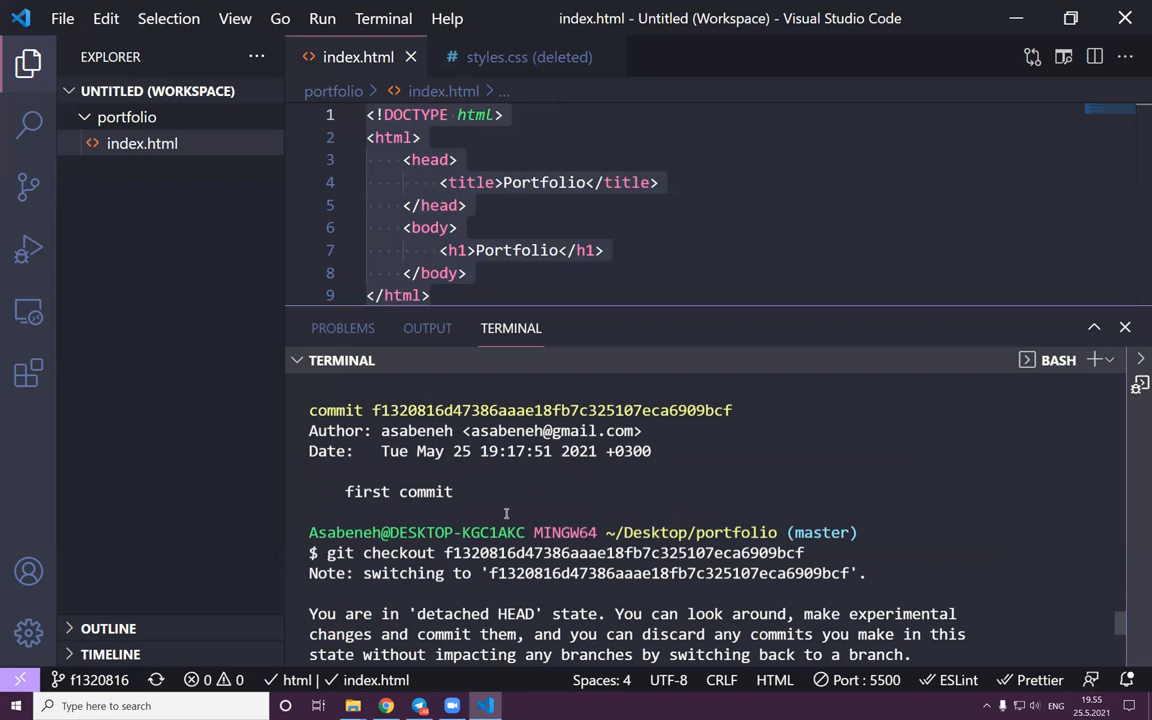 File Edit Selection View Go Run Terminal Help index.html - Untitled (Workspace) - Visual Studio Code
EXPLORER
index.html
# styles.css (deleted)
UNTITLED (WORKSPACE)
portfolio
index.html
portfolio > index.html > ...
1 <!DOCTYPE html>
2 <html>
3 ····<head>
4 ········<title>Portfolio</title>
5 ····</head>
6 ····<body>
7 ········<h1>Portfolio</h1>
8 ····</body>
9 </html>
PROBLEMS OUTPUT TERMINAL
TERMINAL
BASH
commit f1320816d47386aaae18fb7c325107eca6909bcf
Author: asabeneh <asabeneh@gmail.com>
Date: Tue May 25 19:17:51 2021 +0300
first commit
Asabeneh@DESKTOP-KGC1AKC MINGW64 ~/Desktop/portfolio (master)
$ git checkout f1320816d47386aaae18fb7c325107eca6909bcf
Note: switching to 'f1320816d47386aaae18fb7c325107eca6909bcf'.
You are in 'detached HEAD' state. You can look around, make experimental
changes and commit them, and you can discard any commits you make in this
state without impacting any branches by switching back to a branch.
OUTLINE
TIMELINE
f1320816 0 0 html | index.html Spaces: 4 UTF-8 CRLF HTML Port : 5500 ESLint Prettier
Type here to search
ENG
19.55
25.5.2021